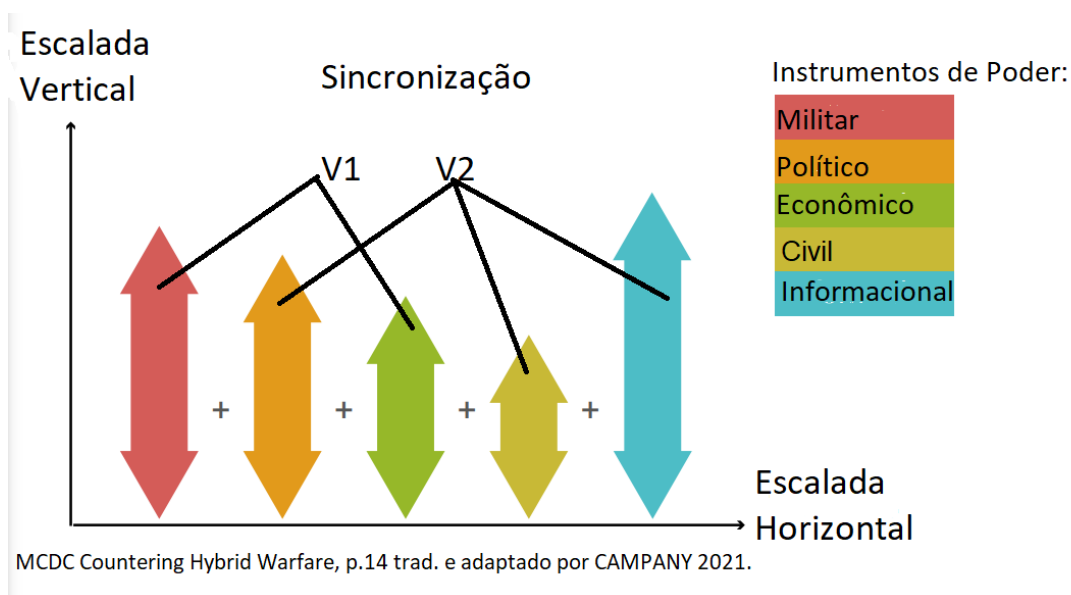 Escalada
Vertical
Sincronização
Instrumentos de Poder:
Militar
Político
Econômico
Civil
Informacional
V1
V2
+
+
+
+
Escalada
Horizontal
MCDC Countering Hybrid Warfare, p.14 trad. e adaptado por CAMPANY 2021.